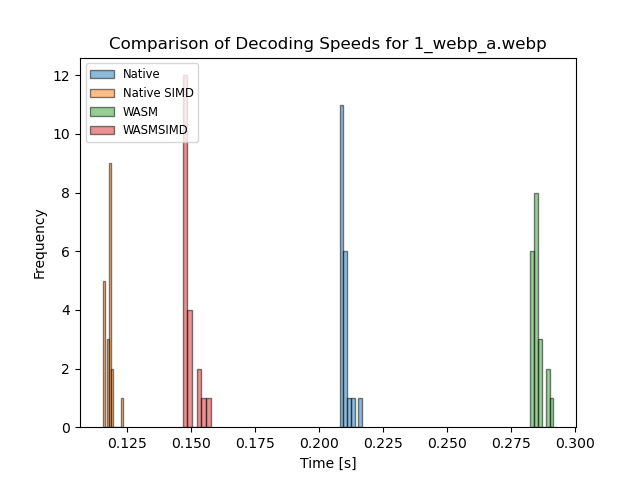 Comparison of Decoding Speeds for 1_webp_a.webp
12
10
8
6
4
2
0
Frequency
Native
Native SIMD
WASM
WASMSIMD
0.125 0.150 0.175 0.200 0.225 0.250 0.275 0.300
Time [s]